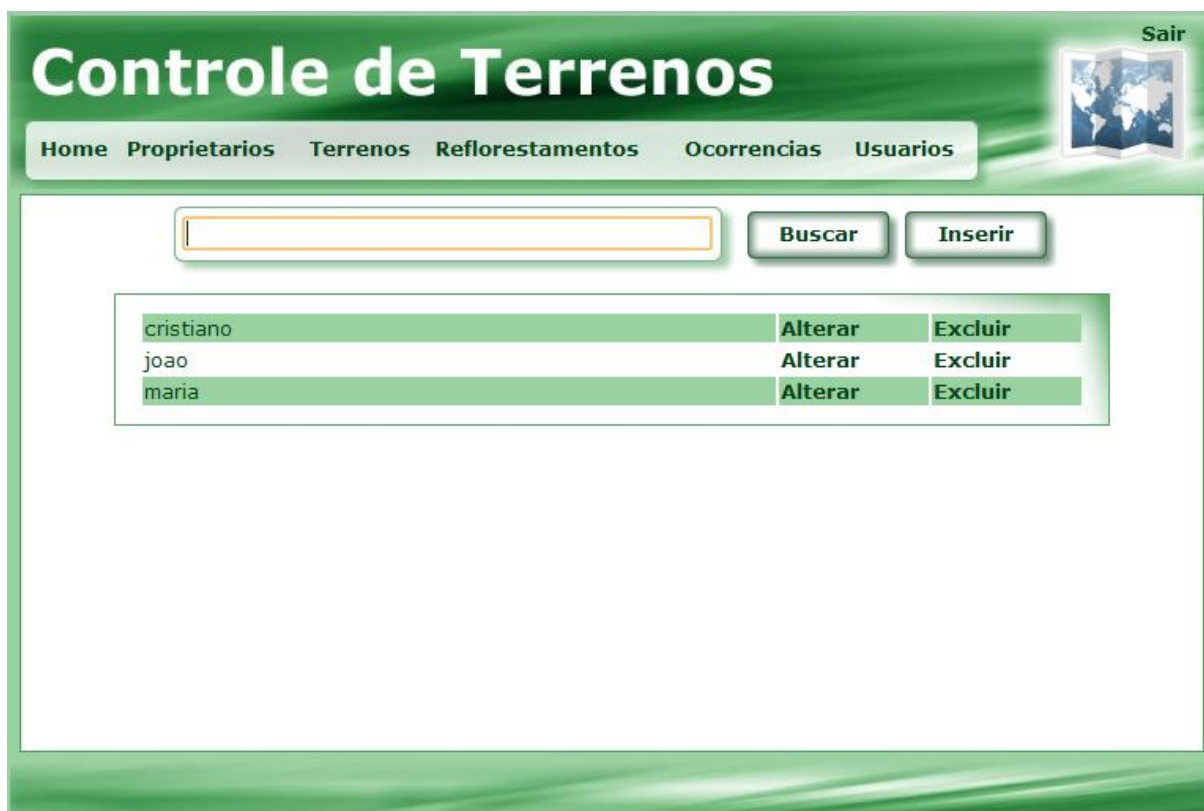 Sair
Controle de Terrenos
Home Proprietarios Terrenos Reflorestamentos Ocorrencias Usuarios
Buscar Inserir
cristiano Alterar Excluir
joao Alterar Excluir
maria Alterar Excluir